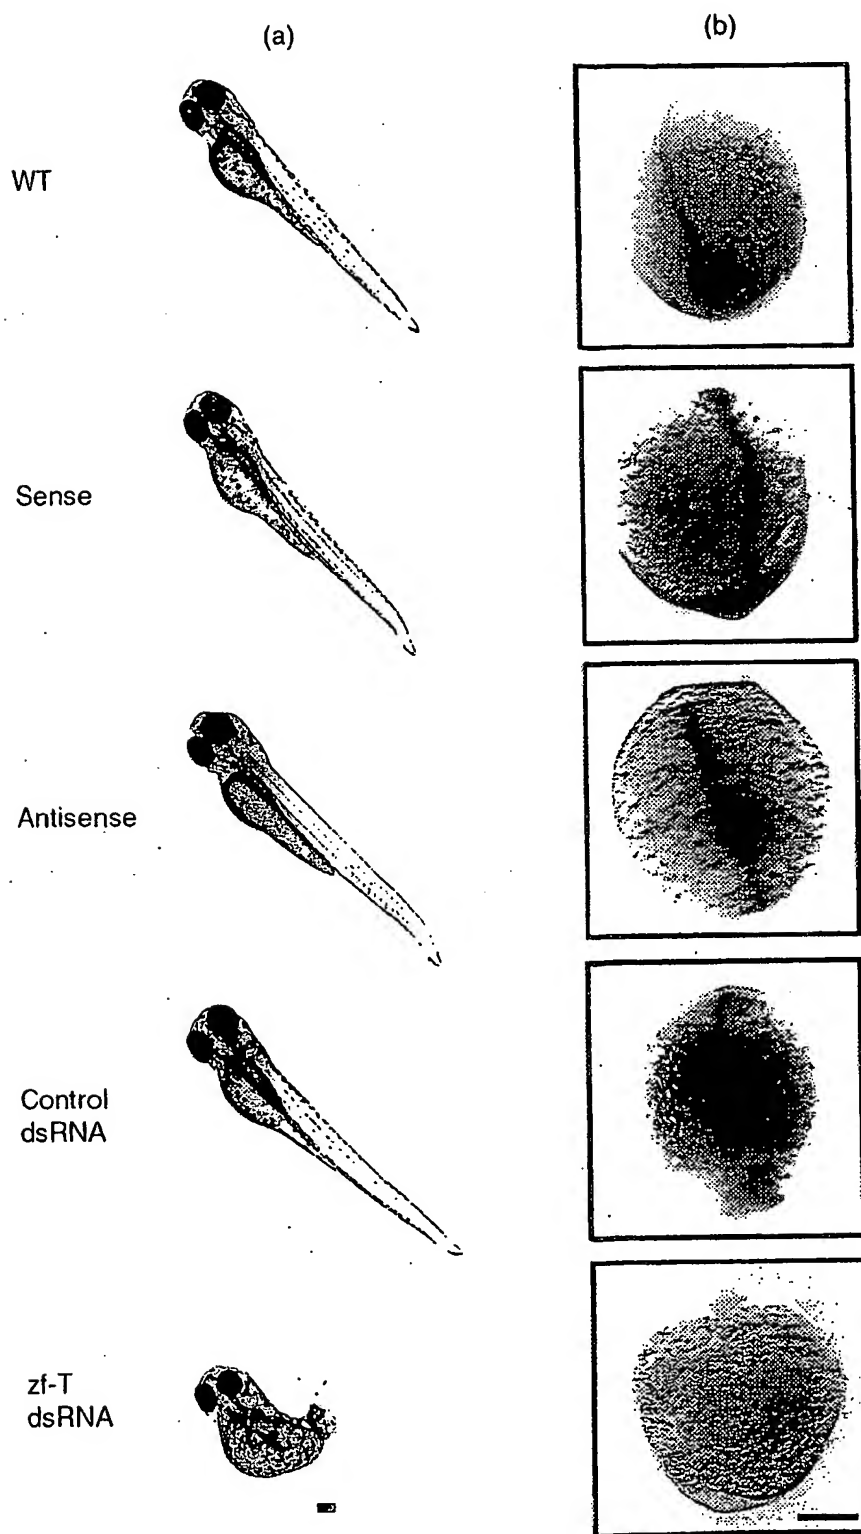 (a)
(b)
WT
Sense
Antisense
Control
dsRNA
zf-T
dsRNA